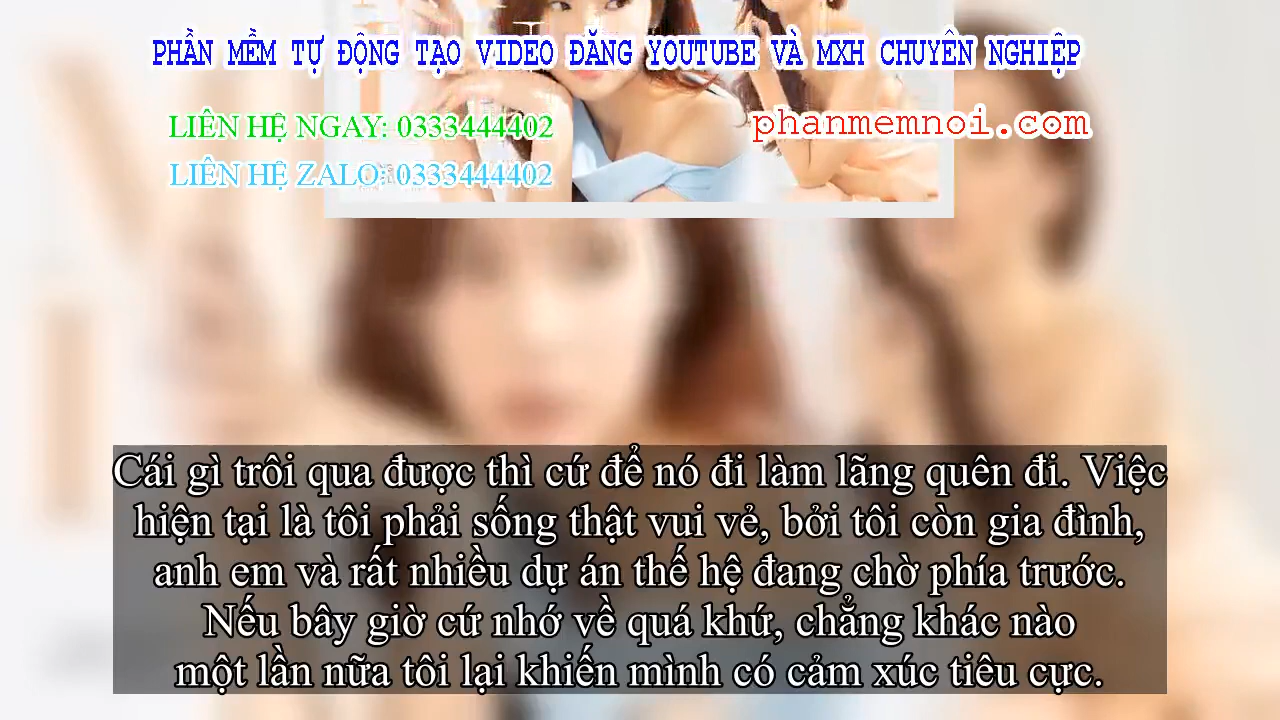 PHẦN MỀM TỰ ĐỘNG TẠO VIDEO ĐĂNG YOUTUBE VÀ MXH CHUYÊN NGHIỆP
LIÊN HỆ NGAY: 0333444402
phanmemnoi.com
LIÊN HỆ ZALO: 0333444402
Cái gì trôi qua được thì cứ để nó đi làm lãng quên đi. Việc
hiện tại là tôi phải sống thật vui vẻ, bởi tôi còn gia đình,
anh em và rất nhiều dự án thế hệ đang chờ phía trước.
Nếu bây giờ cứ nhớ về quá khứ, chẳng khác nào
một lần nữa tôi lại khiến mình có cảm xúc tiêu cực.